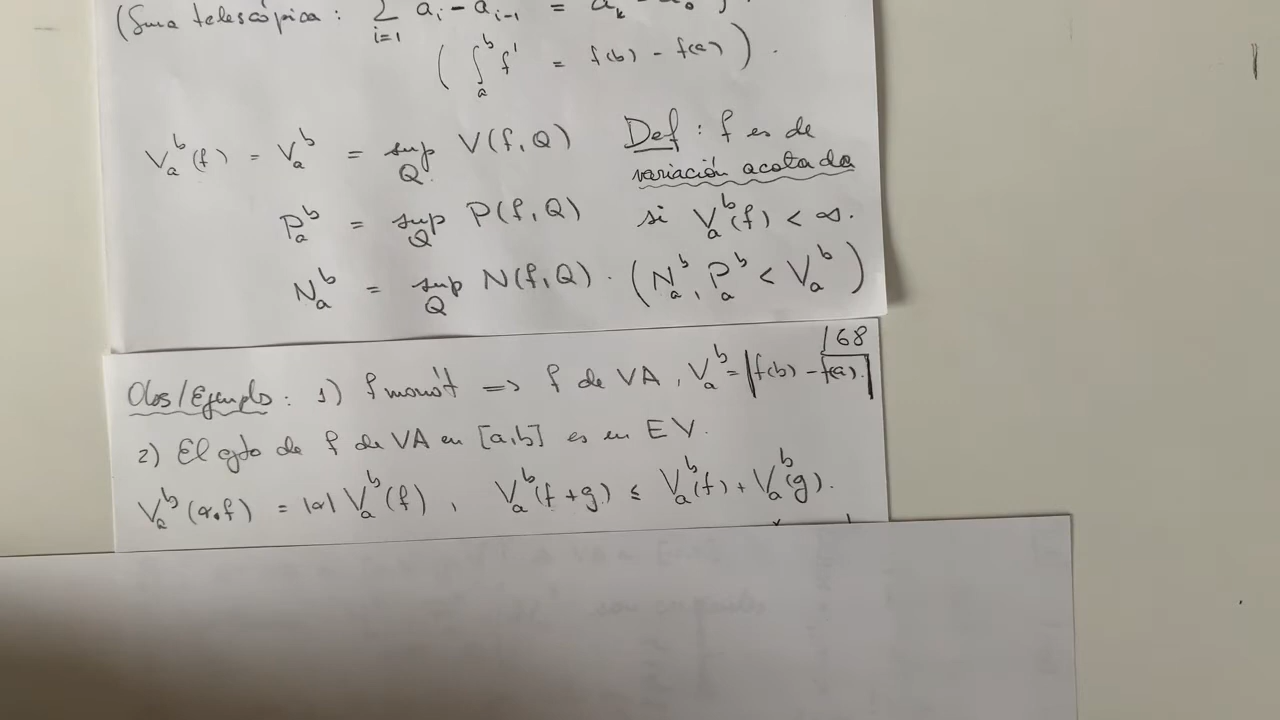 (Suma telescópica: ∑_{i=1} a_i - a_{i-1} = a_k - a_0
( ∫_a^b f' = f(b) - f(a) ) .
V_a^b(f) = V_a^b = sup_Q V(f, Q) Def: f es de
variación acotada
P_a^b = sup_Q P(f, Q) si V_a^b(f) < ∞.
N_a^b = sup_Q N(f, Q) . (N_a^b, P_a^b < V_a^b)
168
Obs/Ejemplo: 1) f monót => f de VA, V_a^b = |f(b) - f(a).|
2) El cjto de f de VA en [a,b] es un EV.
V_a^b(α.f) = |α| V_a^b(f), V_a^b(f+g) ≤ V_a^b(f) + V_a^b(g).